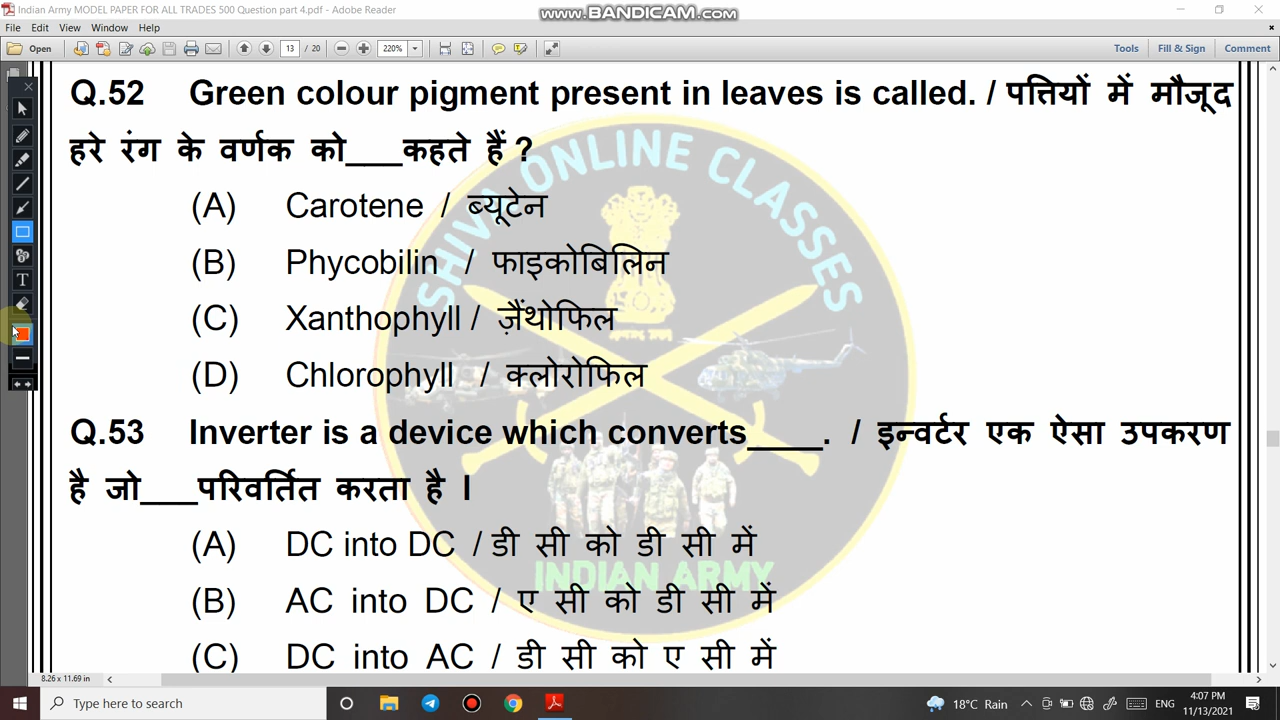 Indian Army MODEL PAPER FOR ALL TRADES 500 Question part 4.pdf - Adobe Reader
www.BANDICAM.com
File Edit View Window Help
Open 13 / 20 220% Tools Fill & Sign Comment
Q.52 Green colour pigment present in leaves is called. / पत्तियों में मौजूद
हरे रंग के वर्णक को___कहते हैं ?
(A) Carotene / ब्यूटेन
(B) Phycobilin / फाइकोबिलिन
(C) Xanthophyll / ज़ैंथोफिल
(D) Chlorophyll / क्लोरोफिल
Q.53 Inverter is a device which converts____. / इन्वर्टर एक ऐसा उपकरण
है जो___परिवर्तित करता है I
(A) DC into DC / डी सी को डी सी में
(B) AC into DC / ए सी को डी सी में
(C) DC into AC / डी सी को ए सी में
SHIVA ONLINE CLASSES
INDIAN ARMY
8.26 x 11.69 in
Type here to search
18°C Rain
ENG
4:07 PM
11/13/2021